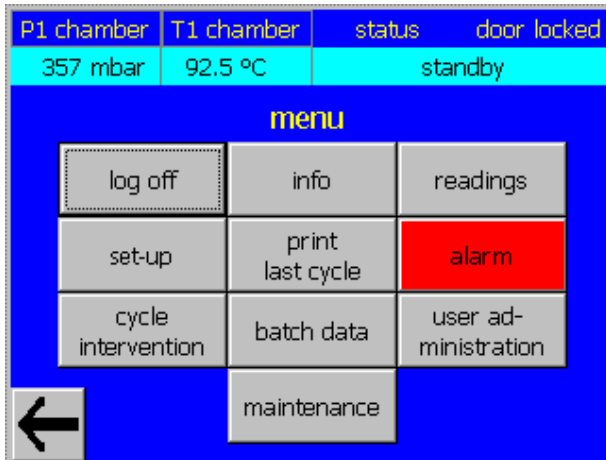 P1 chamber T1 chamber status door locked
357 mbar 92.5 ºC standby
menu
log off info readings
set-up print last cycle alarm
cycle intervention batch data user ad-
ministration
maintenance